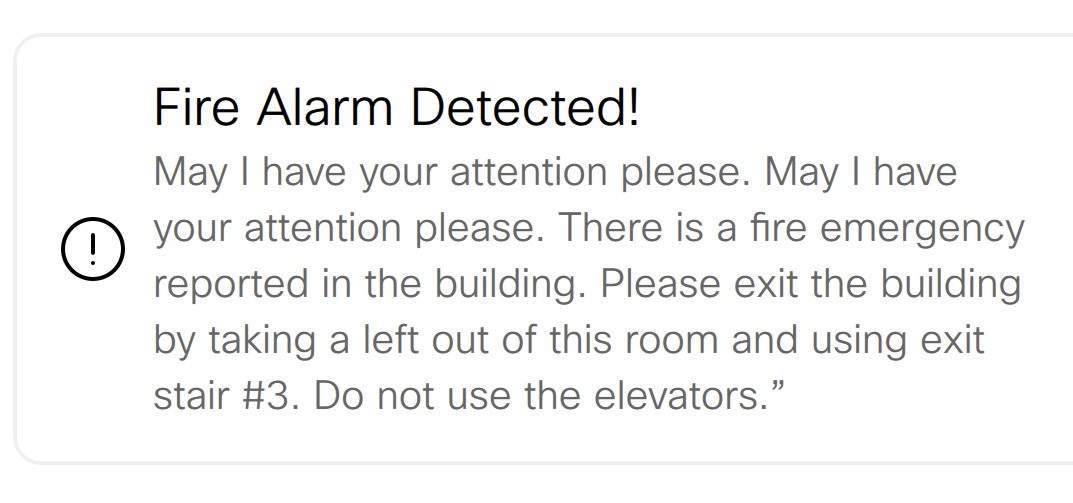 Fire Alarm Detected!
May I have your attention please. May I have
your attention please. There is a fire emergency
reported in the building. Please exit the building
by taking a left out of this room and using exit
stair #3. Do not use the elevators.”